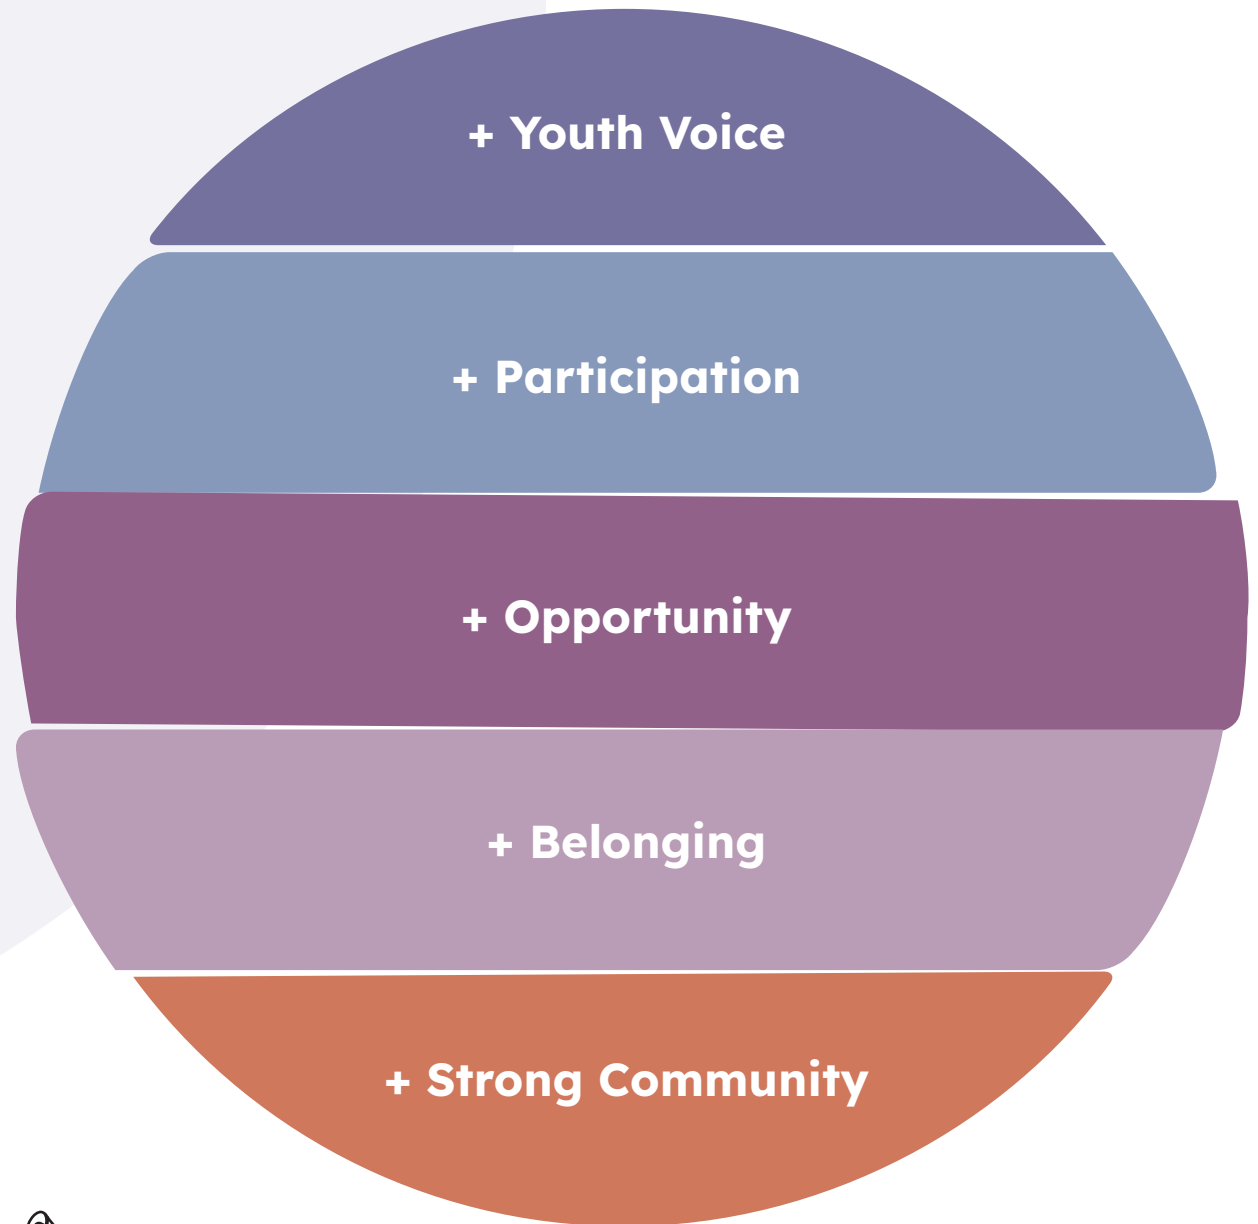 + Youth Voice
+ Participation
+ Opportunity
+ Belonging
+ Strong Community